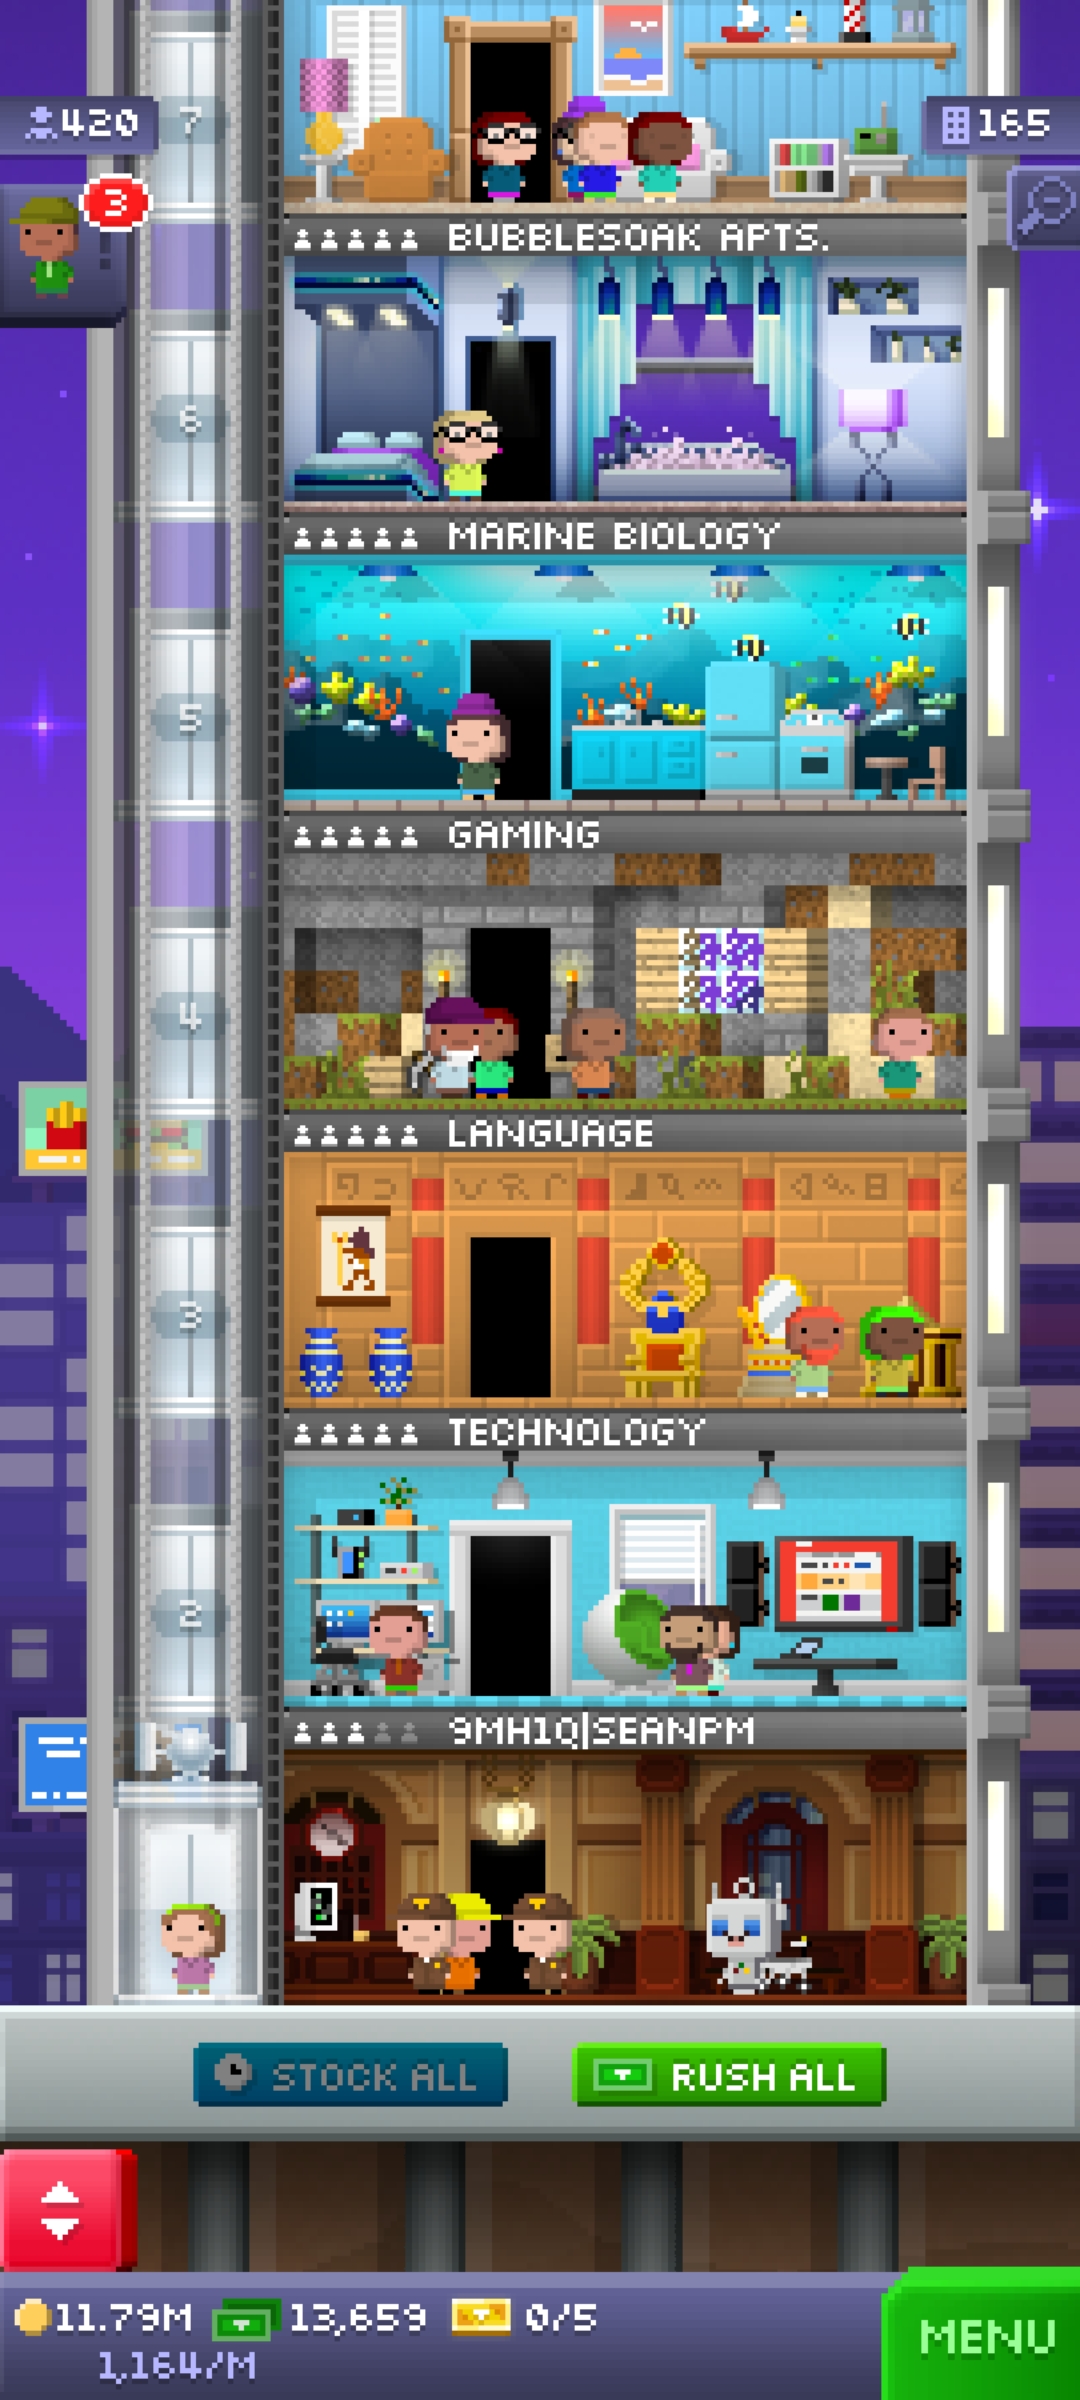 7
420
165
3
BUBBLESOAK APTS.
6
MARINE BIOLOGY
5
GAMING
4
LANGUAGE
3
TECHNOLOGY
2
9MH1Q|SEANPM
STOCK ALL
RUSH ALL
11.79M 13,659 0/5
1,164/M
MENU